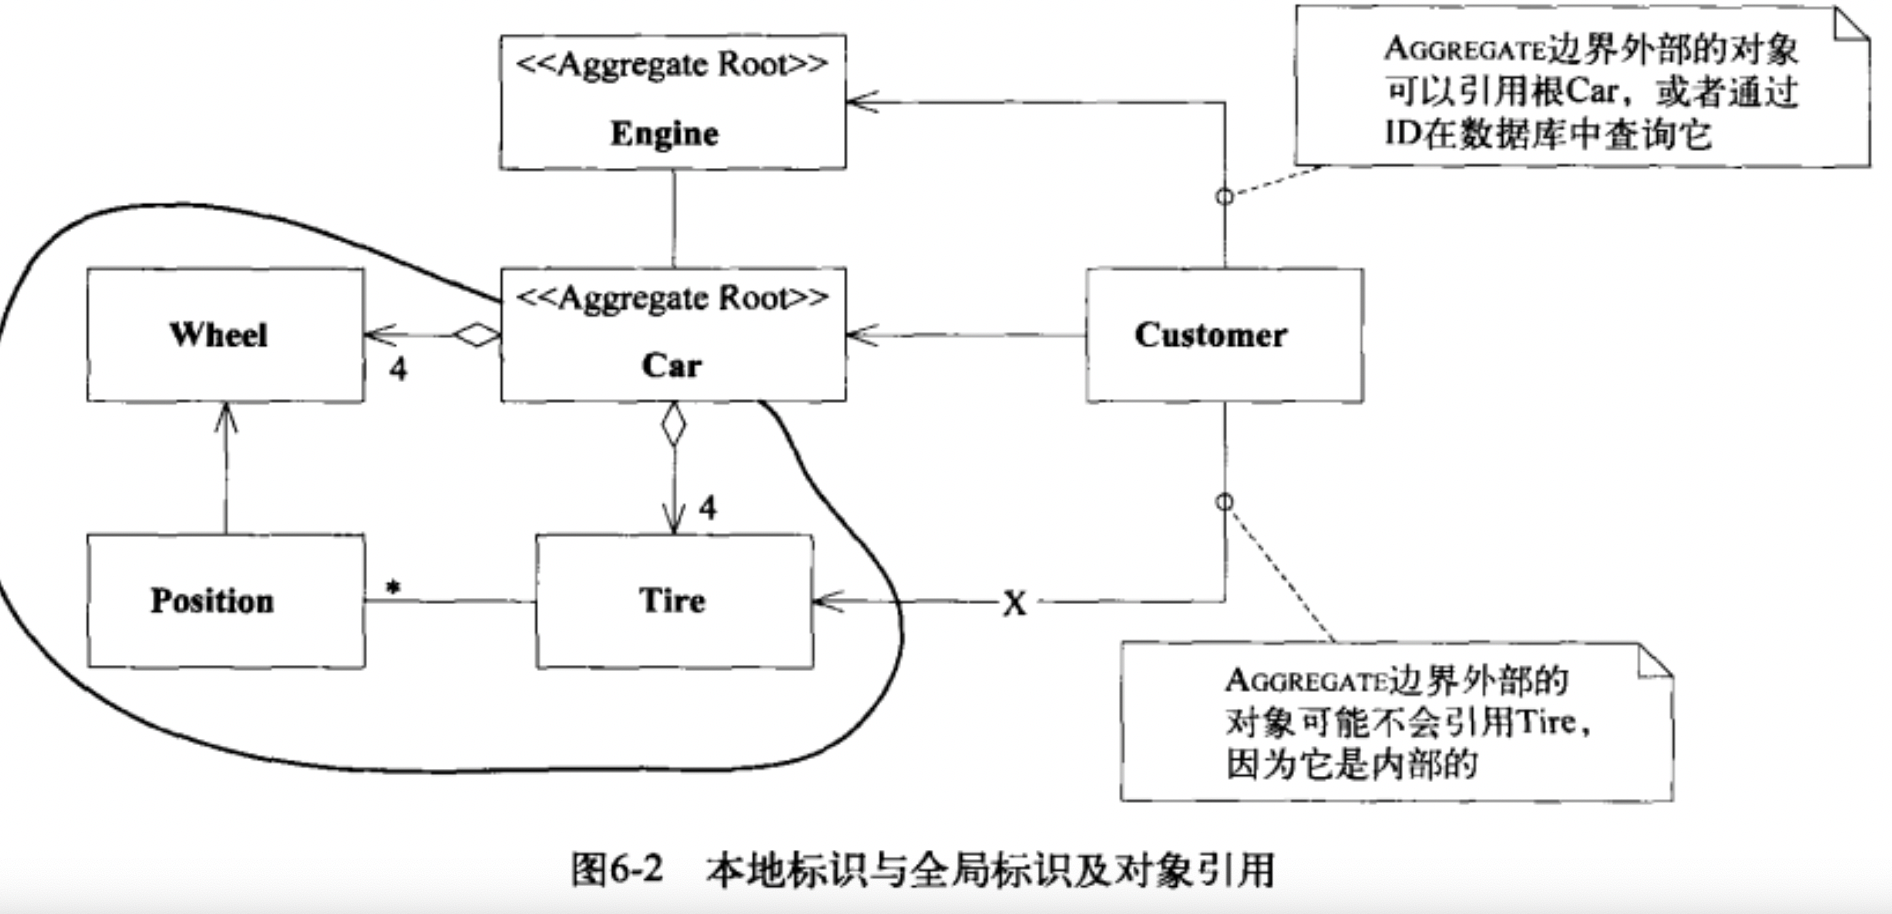 <<Aggregate Root>>
Engine
AGGREGATE边界外部的对象
可以引用根Car，或者通过
ID在数据库中查询它
Wheel
4
<<Aggregate Root>>
Car
Customer
4
Position
*
Tire
X
AGGREGATE边界外部的
对象可能不会引用Tire，
因为它是内部的
图6-2 本地标识与全局标识及对象引用